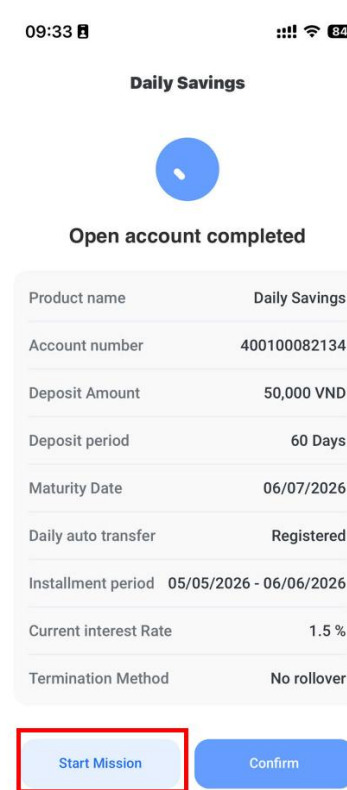 09:33
84
Daily Savings
Open account completed
Product name Daily Savings
Account number 400100082134
Deposit Amount 50,000 VND
Deposit period 60 Days
Maturity Date 06/07/2026
Daily auto transfer Registered
Installment period 05/05/2026 - 06/06/2026
Current interest Rate 1.5 %
Termination Method No rollover
Start Mission
Confirm